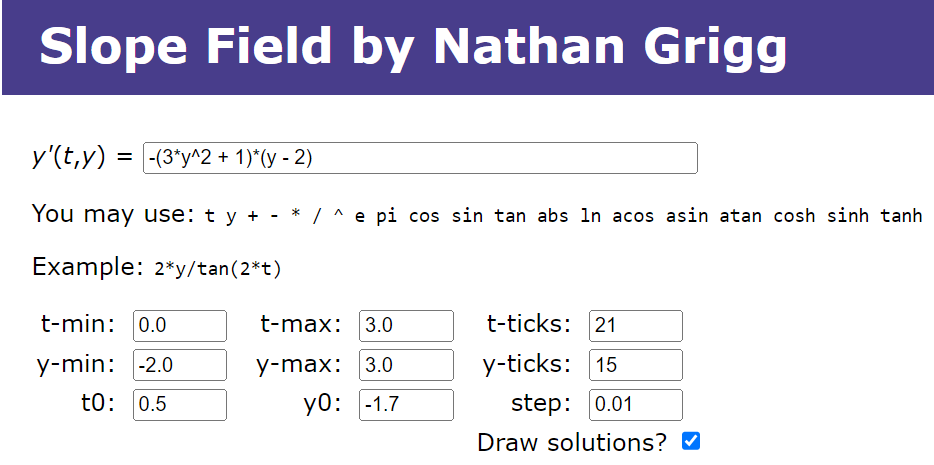 Slope Field by Nathan Grigg
y'(t,y) = -(3*y^2 + 1)*(y - 2)
You may use: t y + - * / ^ e pi cos sin tan abs ln acos asin atan cosh sinh tanh
Example: 2*y/tan(2*t)
t-min: 0.0 t-max: 3.0 t-ticks: 21
y-min: -2.0 y-max: 3.0 y-ticks: 15
t0: 0.5 y0: -1.7 step: 0.01
Draw solutions?